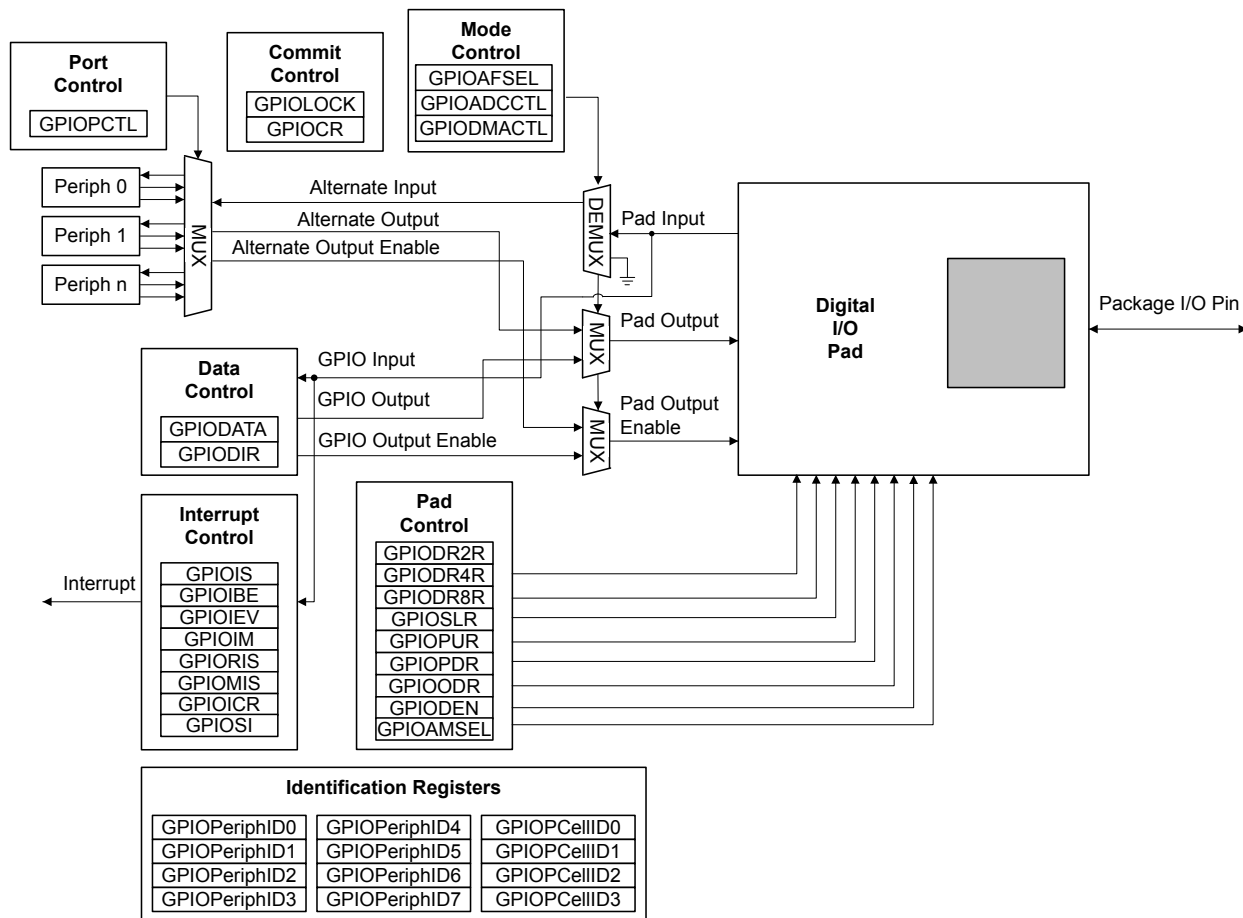 Port
Control
GPIOPCTL
Commit
Control
GPIOLOCK
GPIOCR
Mode
Control
GPIOAFSEL
GPIOADCCTL
GPIODMACTL
Periph 0
Periph 1
Periph n
MUX
Alternate Input
Alternate Output
Alternate Output Enable
DEMUX
Pad Input
MUX
Pad Output
MUX
Pad Output
Enable
Digital
I/O
Pad
Package I/O Pin
Data
Control
GPIODATA
GPIODIR
GPIO Input
GPIO Output
GPIO Output Enable
Interrupt
Interrupt
Control
GPIOIS
GPIOIBE
GPIOIEV
GPIOIM
GPIORIS
GPIOMIS
GPIOICR
GPIOSI
Pad
Control
GPIODR2R
GPIODR4R
GPIODR8R
GPIOSLR
GPIOPUR
GPIOPDR
GPIOODR
GPIODEN
GPIOAMSEL
Identification Registers
GPIOPeriphID0
GPIOPeriphID1
GPIOPeriphID2
GPIOPeriphID3
GPIOPeriphID4
GPIOPeriphID5
GPIOPeriphID6
GPIOPeriphID7
GPIOPCellID0
GPIOPCellID1
GPIOPCellID2
GPIOPCellID3